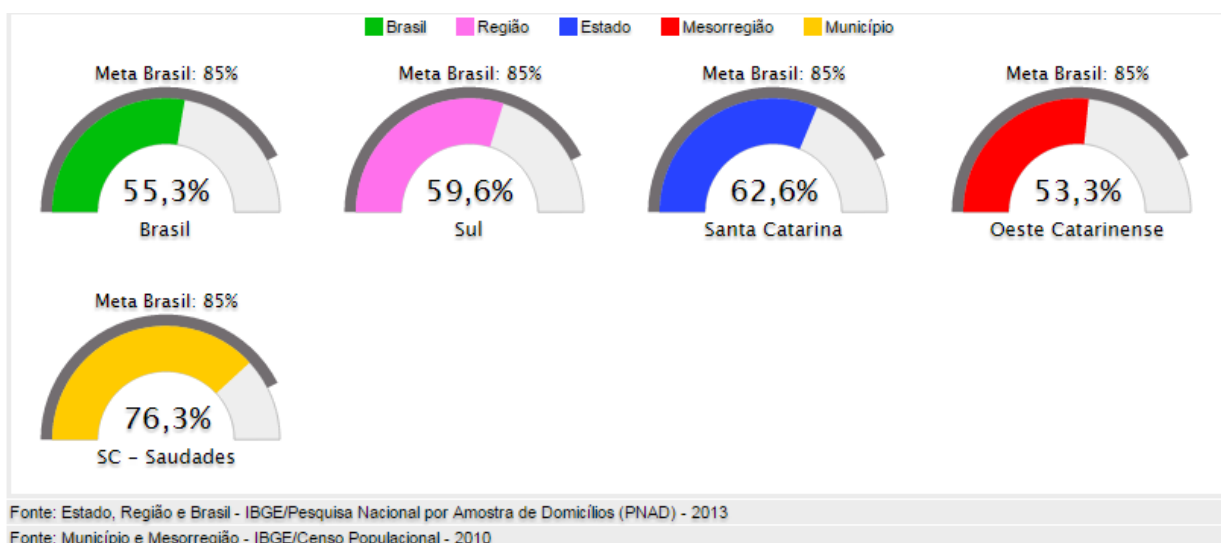 Brasil Região Estado Mesorregião Município
Meta Brasil: 85% Meta Brasil: 85% Meta Brasil: 85% Meta Brasil: 85%
55,3% 59,6% 62,6% 53,3%
Brasil Sul Santa Catarina Oeste Catarinense
Meta Brasil: 85%
76,3%
SC – Saudades
Fonte: Estado, Região e Brasil - IBGE/Pesquisa Nacional por Amostra de Domicílios (PNAD) - 2013
Fonte: Município e Mesorregião - IBGE/Censo Populacional - 2010